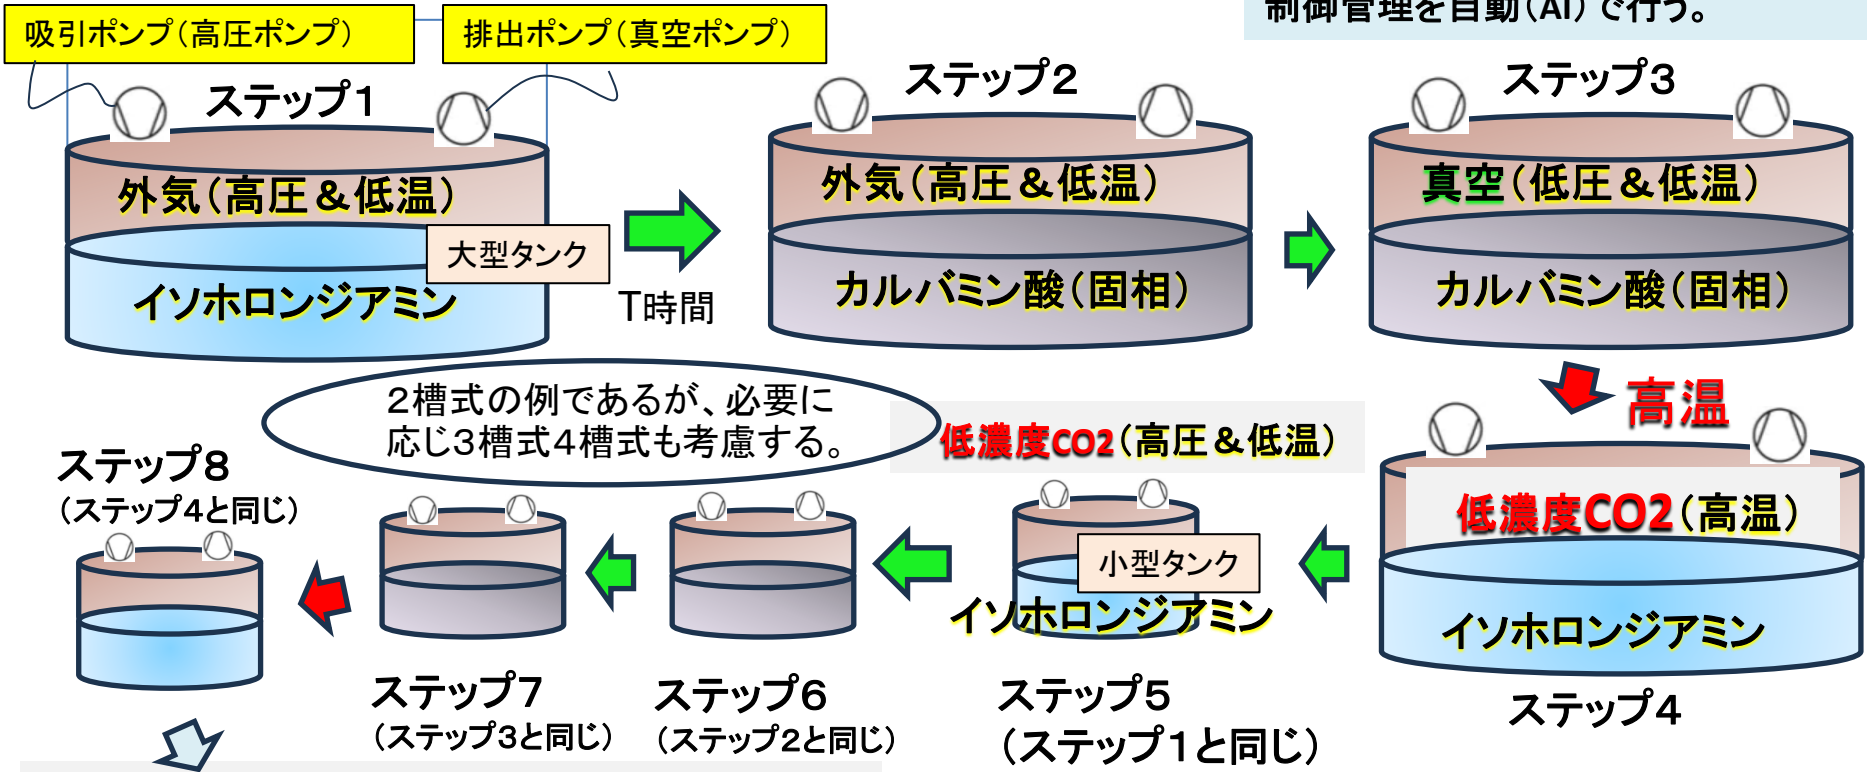 制御管理を自動（AI）で行う。
吸引ポンプ（高圧ポンプ）
排出ポンプ（真空ポンプ）
ステップ１
外気（高圧＆低温）
大型タンク
イソホロンジアミン
T時間
ステップ２
外気（高圧＆低温）
カルバミン酸（固相）
ステップ３
真空（低圧＆低温）
カルバミン酸（固相）
高温
低濃度CO2（高温）
イソホロンジアミン
ステップ４
２槽式の例であるが、必要に
応じ３槽式４槽式も考慮する。
低濃度CO2（高圧＆低温）
小型タンク
イソホロンジアミン
ステップ５
（ステップ１と同じ）
ステップ６
（ステップ２と同じ）
ステップ７
（ステップ３と同じ）
ステップ８
（ステップ４と同じ）